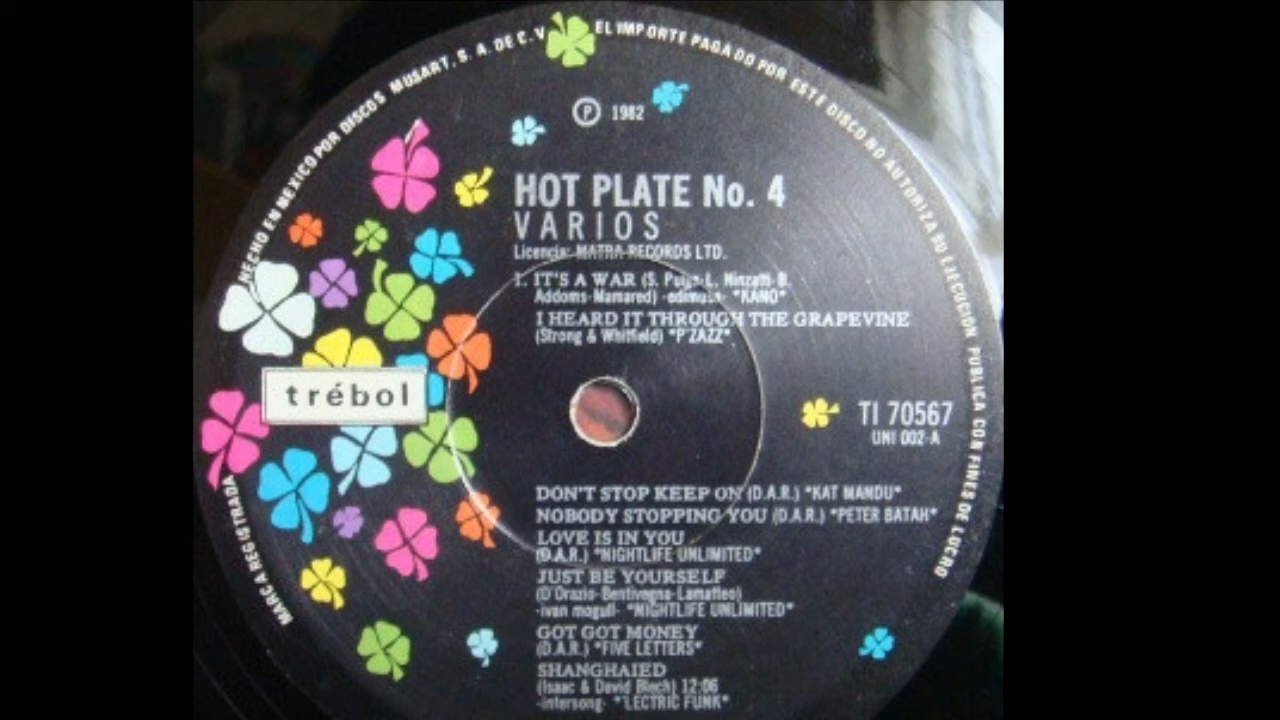 HECHO EN MEXICO POR DISCOS MUSART, S. A. DE C. V.
EL IMPORTE PAGADO POR ESTE DISCO NO AUTORIZA SU EJECUCION PUBLICA CON FINES DE LUCRO
℗ 1982
HOT PLATE No. 4
VARIOS
Licencia: MATRA RECORDS LTD.
1. IT'S A WAR (S. Puiga-L. Ninzatti-B.
Addoms-Mamared) -edimusa- "KANO"
I HEARD IT THROUGH THE GRAPEVINE
(Strong & Whitfield) "P'ZAZZ"
trébol
TI 70567
UNI 002-A
DON'T STOP KEEP ON (D.A.R.) "KAT MANDU"
NOBODY STOPPING YOU (D.A.R.) "PETER BATAH"
LOVE IS IN YOU
(D.A.R.) "NIGHTLIFE UNLIMITED"
JUST BE YOURSELF
(D'Orazio-Bentivegna-Lamatteo)
-ivan mogull- "NIGHTLIFE UNLIMITED"
GOT GOT MONEY
(D.A.R.) "FIVE LETTERS"
SHANGHAIED
(Isaac & David Blech) 12:06
-intersong- "LECTRIC FUNK"
MARCA REGISTRADA